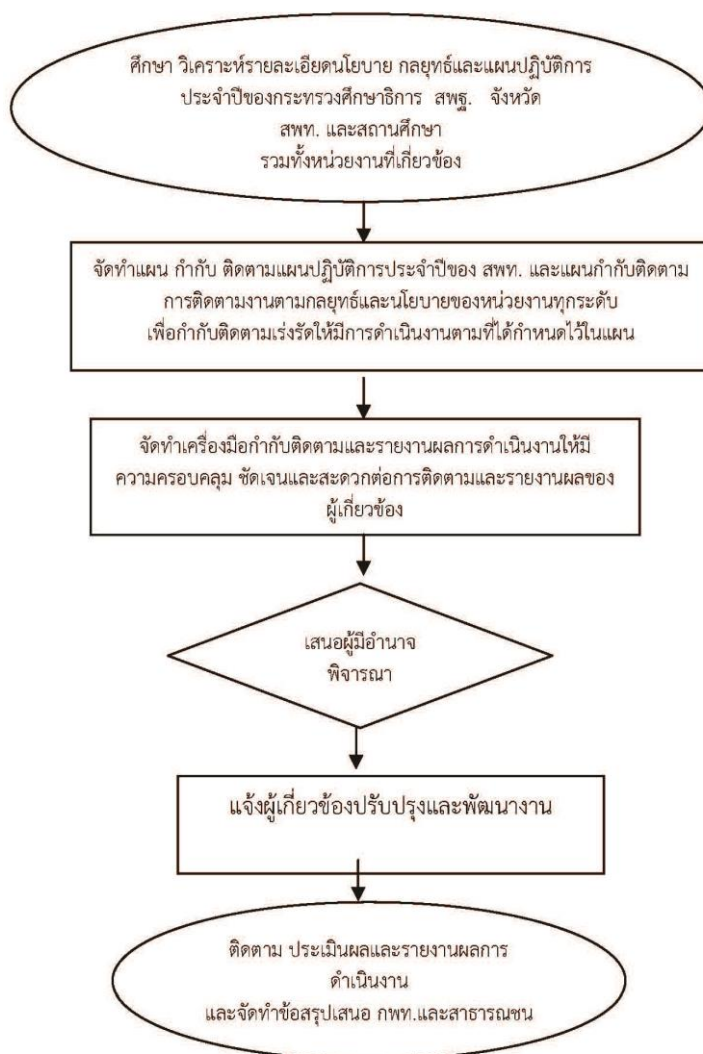 ศึกษา วิเคราะห์รายละเอียดนโยบาย กลยุทธ์และแผนปฏิบัติการ
ประจำปีของกระทรวงศึกษาธิการ สพฐ. จังหวัด
สพท. และสถานศึกษา
รวมทั้งหน่วยงานที่เกี่ยวข้อง
จัดทำแผน กำกับ ติดตามแผนปฏิบัติการประจำปีของ สพท. และแผนกำกับติดตาม
การติดตามงานตามกลยุทธ์และนโยบายของหน่วยงานทุกระดับ
เพื่อกำกับติดตามเร่งรัดให้มีการดำเนินงานตามที่ได้กำหนดไว้ในแผน
จัดทำเครื่องมือกำกับติดตามและรายงานผลการดำเนินงานให้มี
ความครอบคลุม ชัดเจนและสะดวกต่อการติดตามและรายงานผลของ
ผู้เกี่ยวข้อง
เสนอผู้มีอำนาจ
พิจารณา
แจ้งผู้เกี่ยวข้องปรับปรุงและพัฒนางาน
ติดตาม ประเมินผลและรายงานผลการ
ดำเนินงาน
และจัดทำข้อสรุปเสนอ กพท.และสาธารณชน